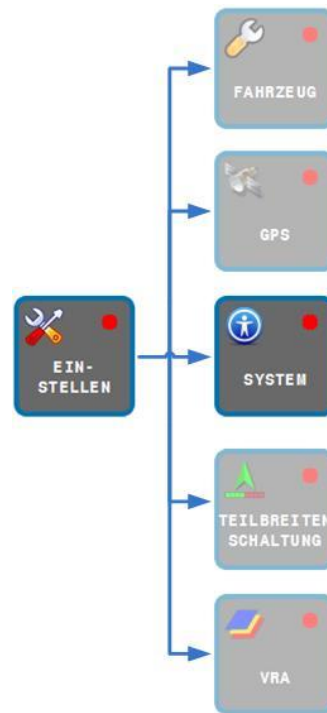 FAHRZEUG
GPS
EIN-
STELLEN
SYSTEM
TEILBREITEN
SCHALTUNG
VRA